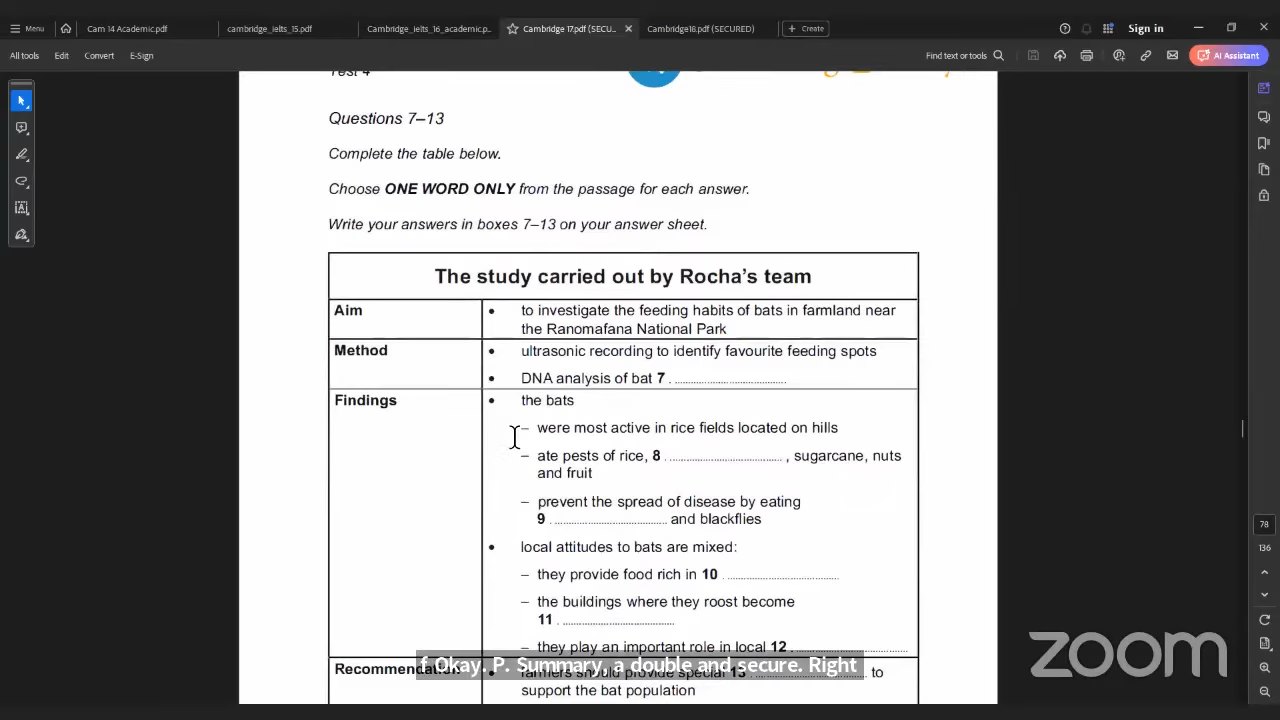 Menu
Cam 14 Academic.pdf
cambridge_ielts_15.pdf
Cambridge_ielts_16_academic.p...
Cambridge 17.pdf (SECU...
Cambridge18.pdf (SECURED)
+ Create
Sign in
All tools
Edit
Convert
E-Sign
Find text or tools
AI Assistant
Test 4
Questions 7–13
Complete the table below.
Choose ONE WORD ONLY from the passage for each answer.
Write your answers in boxes 7–13 on your answer sheet.
The study carried out by Rocha's team
Aim
• to investigate the feeding habits of bats in farmland near
the Ranomafana National Park
Method
• ultrasonic recording to identify favourite feeding spots
• DNA analysis of bat 7 ........................
Findings
• the bats
– were most active in rice fields located on hills
– ate pests of rice, 8 ........................ , sugarcane, nuts
and fruit
– prevent the spread of disease by eating
9 ........................ and blackflies
• local attitudes to bats are mixed:
– they provide food rich in 10 ........................
– the buildings where they roost become
11 ........................
– they play an important role in local 12 ........................
Recommendation
• farmers should provide special 13 ........................ to
support the bat population
f Okay. P. Summary, a double and secure. Right
78
136
zoom